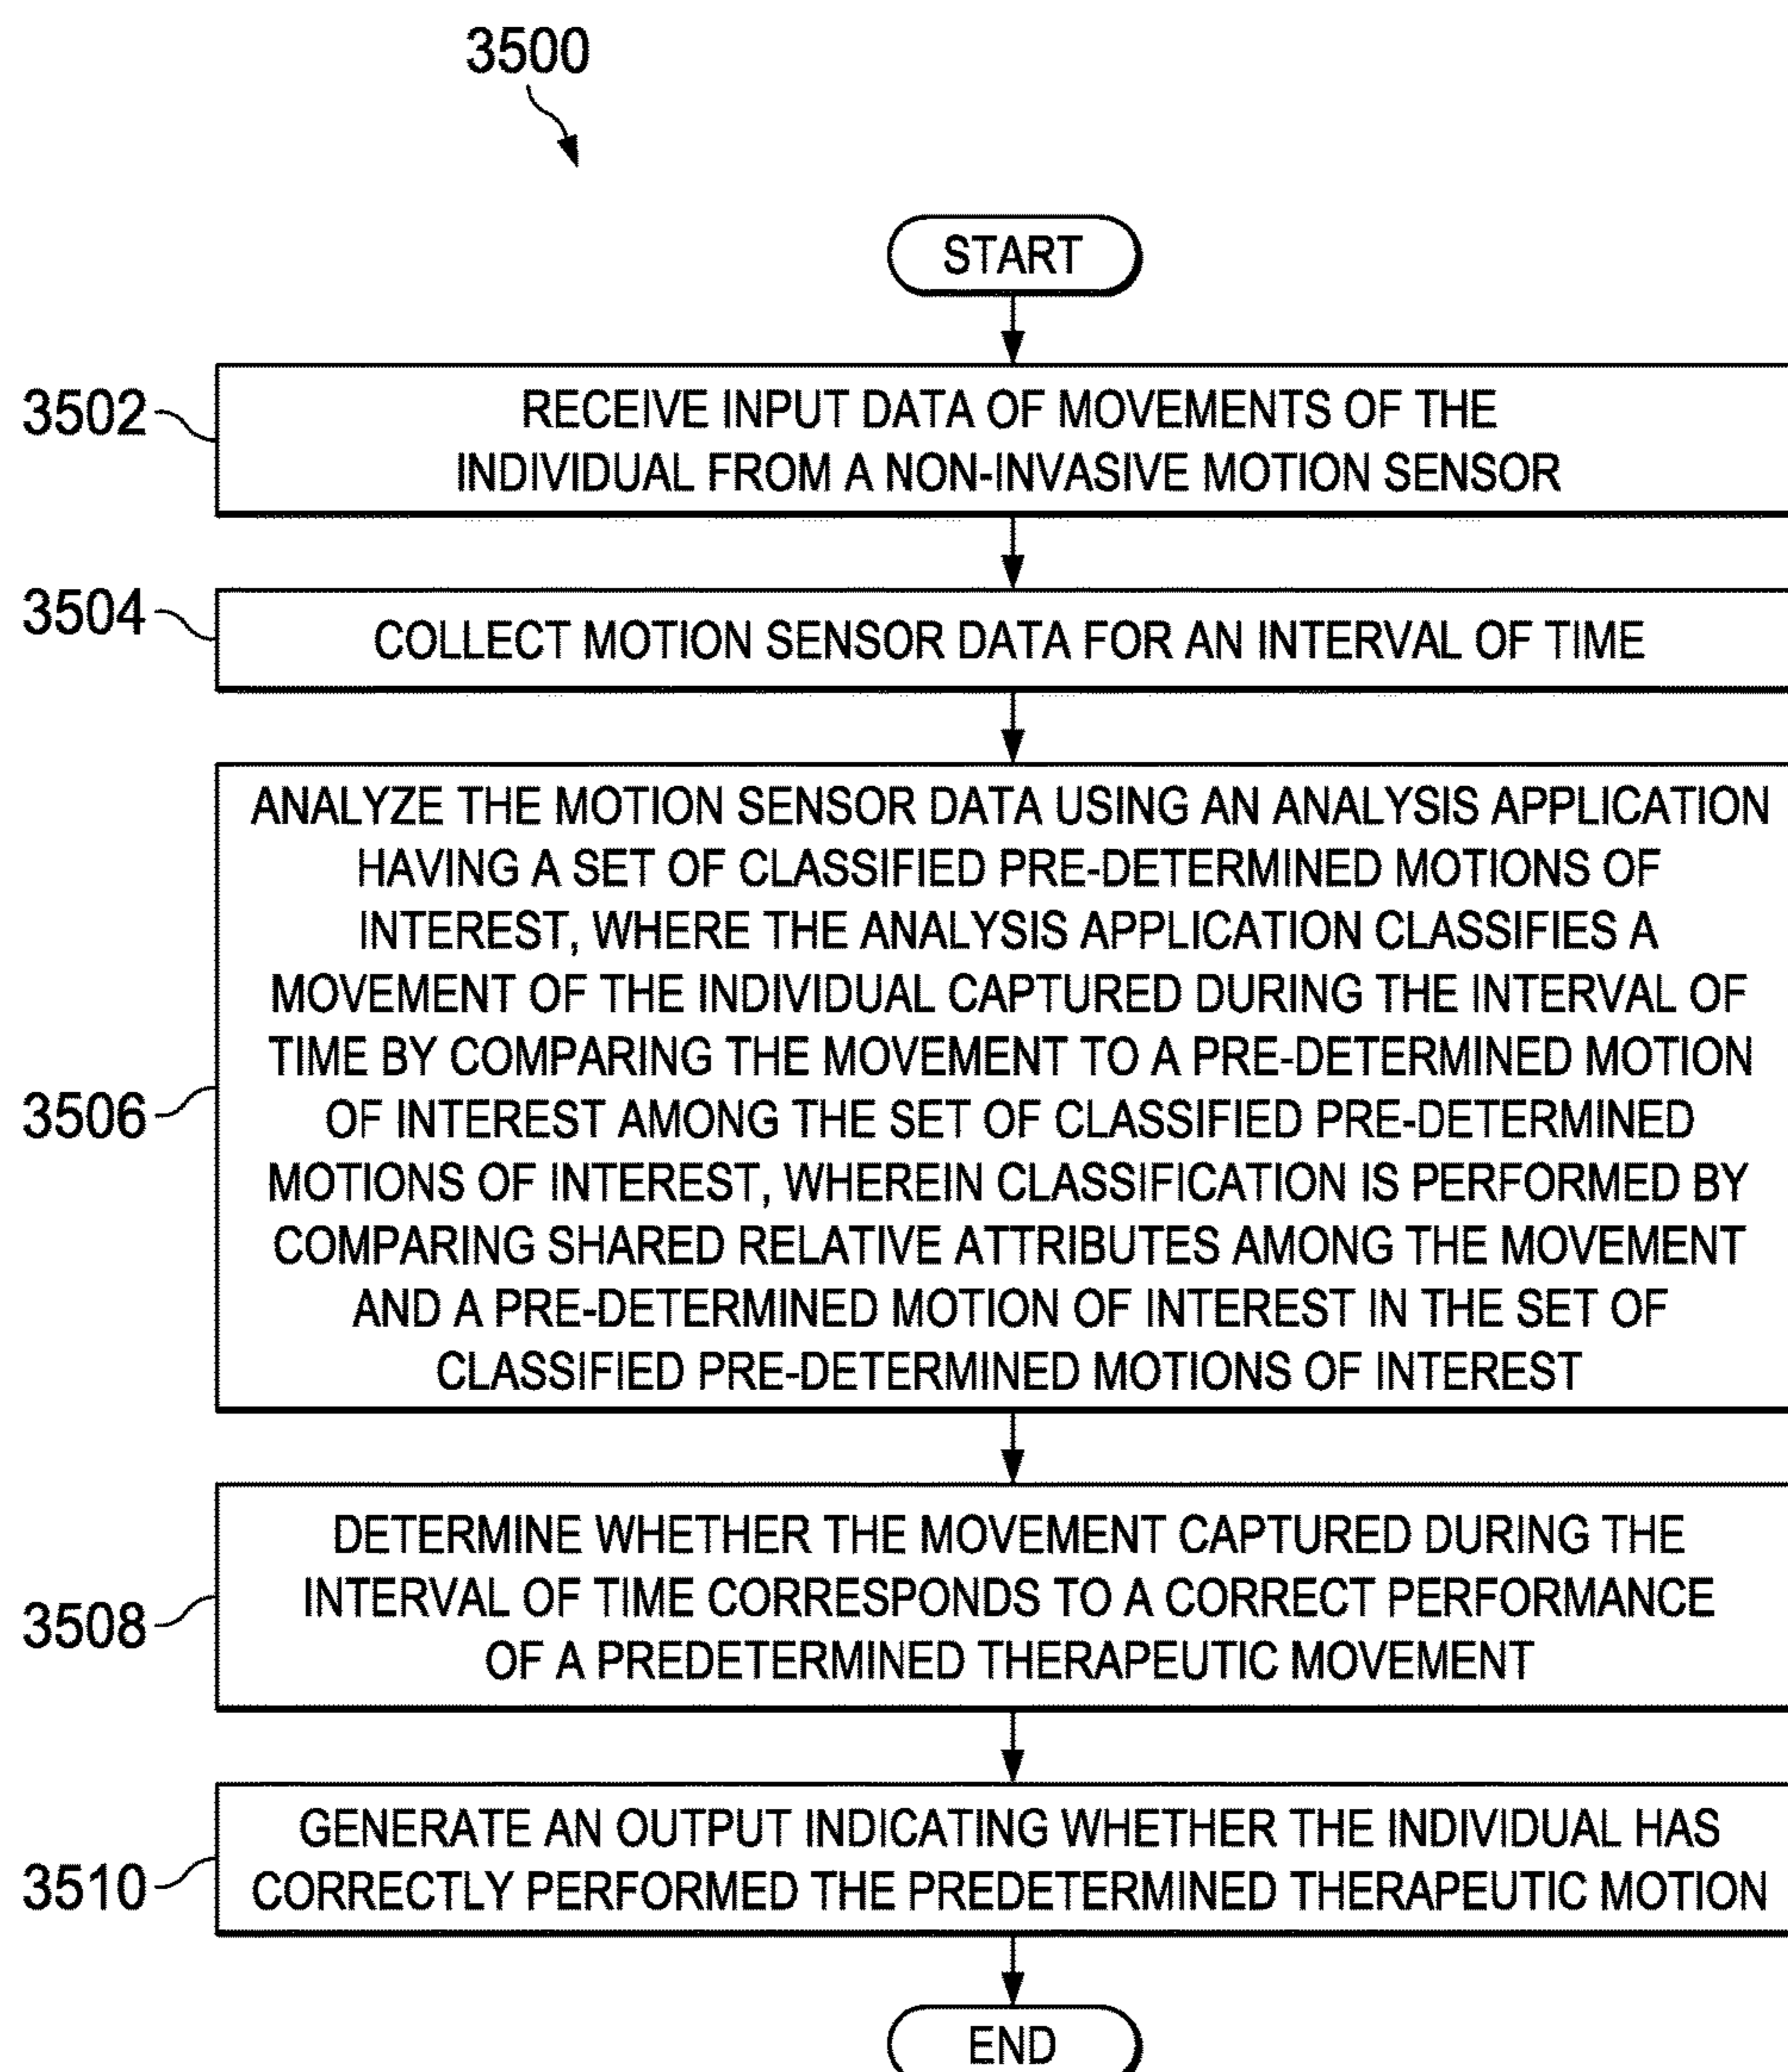 3500
START
3502
RECEIVE INPUT DATA OF MOVEMENTS OF THE
INDIVIDUAL FROM A NON-INVASIVE MOTION SENSOR
3504
COLLECT MOTION SENSOR DATA FOR AN INTERVAL OF TIME
3506
ANALYZE THE MOTION SENSOR DATA USING AN ANALYSIS APPLICATION
HAVING A SET OF CLASSIFIED PRE-DETERMINED MOTIONS OF
INTEREST, WHERE THE ANALYSIS APPLICATION CLASSIFIES A
MOVEMENT OF THE INDIVIDUAL CAPTURED DURING THE INTERVAL OF
TIME BY COMPARING THE MOVEMENT TO A PRE-DETERMINED MOTION
OF INTEREST AMONG THE SET OF CLASSIFIED PRE-DETERMINED
MOTIONS OF INTEREST, WHEREIN CLASSIFICATION IS PERFORMED BY
COMPARING SHARED RELATIVE ATTRIBUTES AMONG THE MOVEMENT
AND A PRE-DETERMINED MOTION OF INTEREST IN THE SET OF
CLASSIFIED PRE-DETERMINED MOTIONS OF INTEREST
3508
DETERMINE WHETHER THE MOVEMENT CAPTURED DURING THE
INTERVAL OF TIME CORRESPONDS TO A CORRECT PERFORMANCE
OF A PREDETERMINED THERAPEUTIC MOVEMENT
3510
GENERATE AN OUTPUT INDICATING WHETHER THE INDIVIDUAL HAS
CORRECTLY PERFORMED THE PREDETERMINED THERAPEUTIC MOTION
END